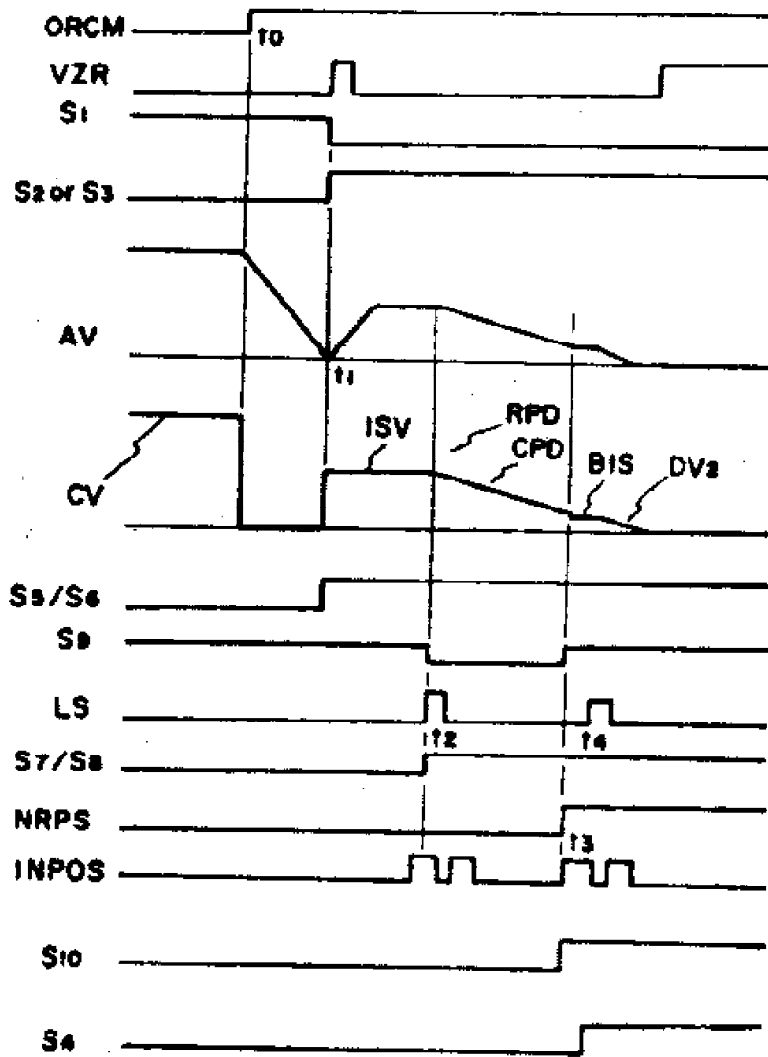 ORCM
t0
VZR
S1
S2 or S3
AV
t1
RPD
ISV
CPD
BIS
DV2
CV
S5/S6
S9
LS
t2
t4
S7/S8
NRPS
t3
INPOS
S10
S4